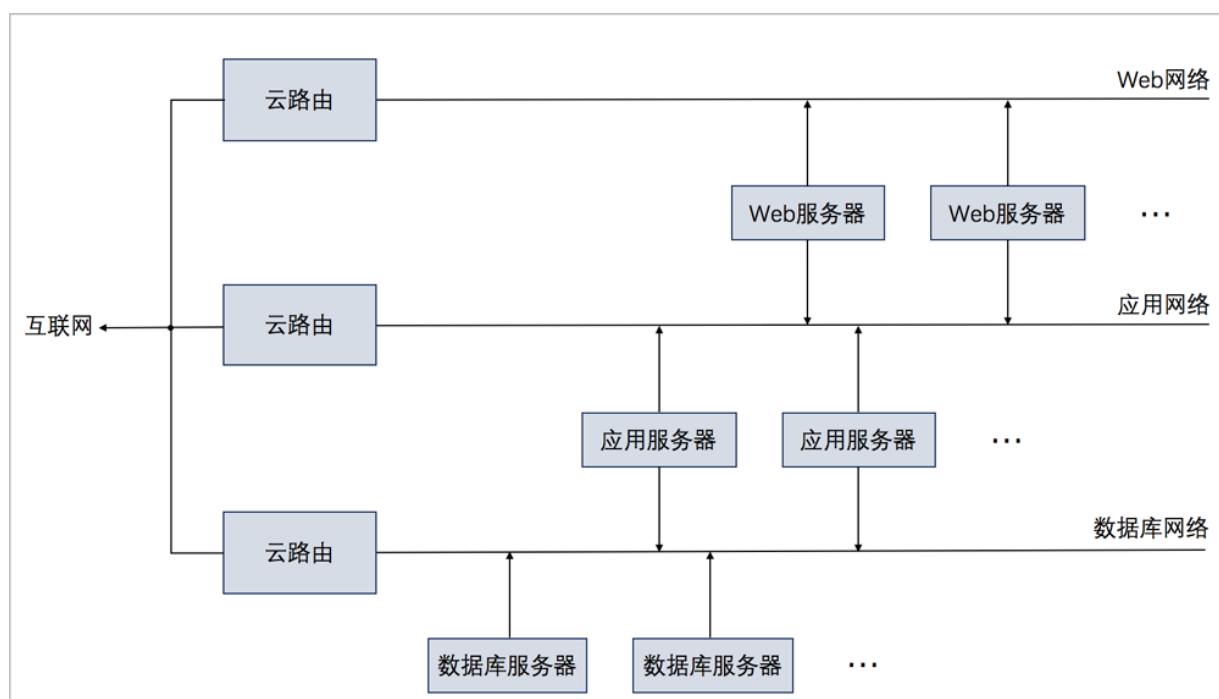 Web网络
云路由
Web服务器
Web服务器
...
应用网络
互联网
云路由
应用服务器
应用服务器
...
数据库网络
云路由
数据库服务器
数据库服务器
...